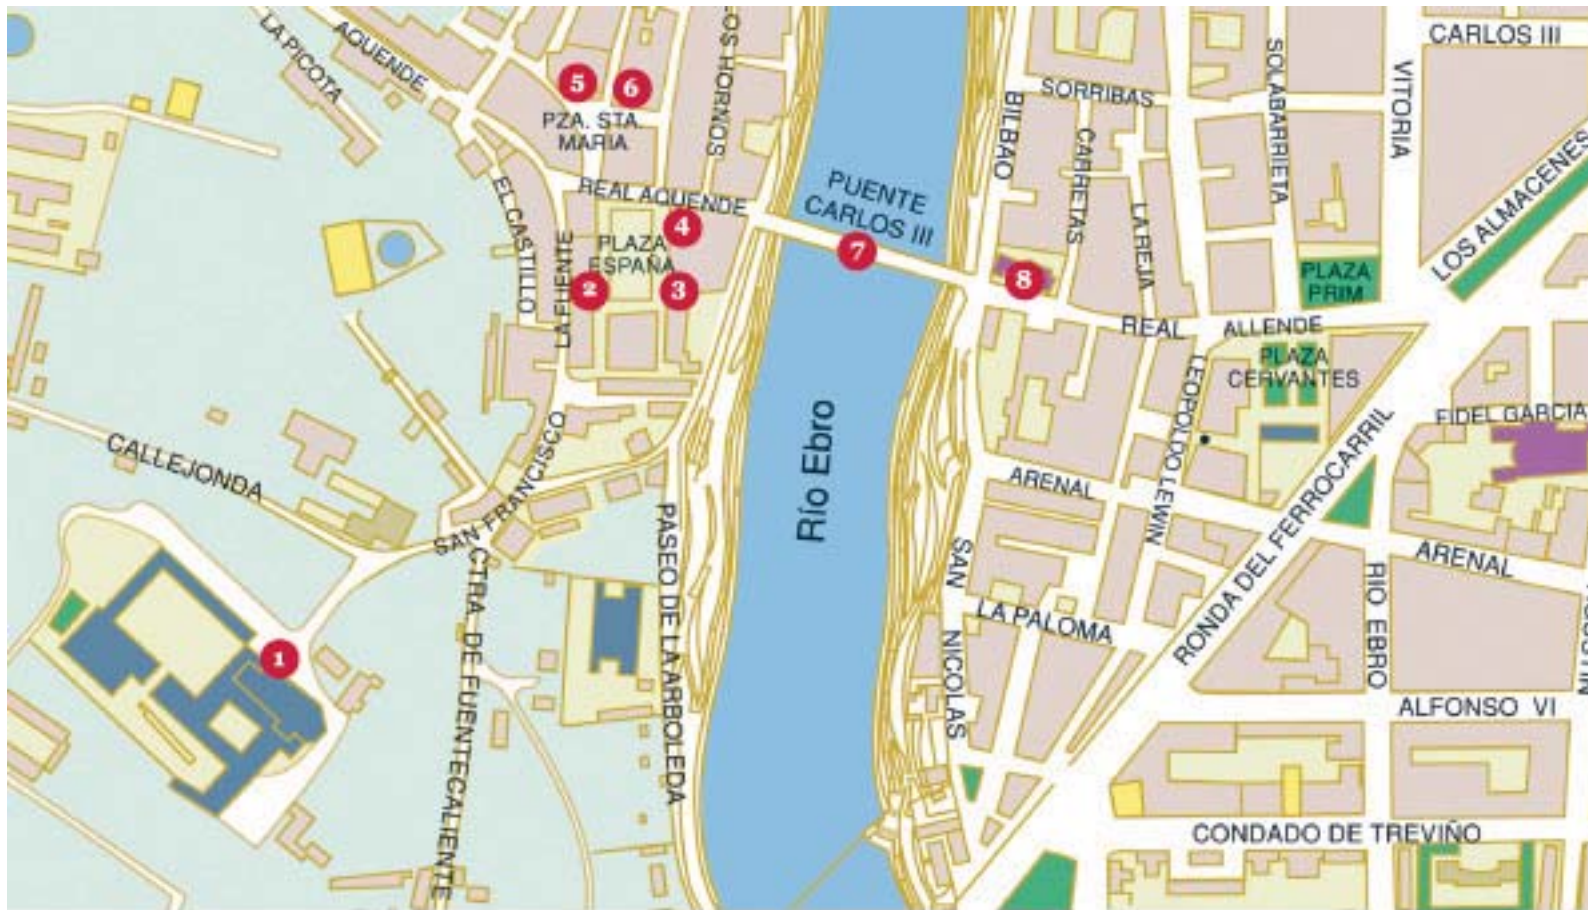 LA PICOTA
AQUENDE
LOS HORNOS
CARLOS III
SORRIBAS
SOLABARRIETA
VITORIA
BILBAO
CARRETAS
LOS ALMACENES
5
6
PZA. STA.
MARIA
REAL AQUENDE
PUENTE
CARLOS III
EL CASTILLO
LA FUENTE
4
PLAZA
ESPAÑA
2
3
7
8
LA REJA
PLAZA
PRIM
REAL
ALLENDE
PLAZA
CERVANTES
LEOPOLDO LEWIN
FIDEL GARCIA
CALLEJONDA
SAN FRANCISCO
Río Ebro
ARENAL
RONDA DEL FERROCARRIL
ARENAL
PASEO DE LA ARBOLEDA
CTRA. DE FUENTECALIENTE
SAN NICOLAS
LA PALOMA
RIO EBRO
1
ALFONSO VI
CONDADO DE TREVIÑO